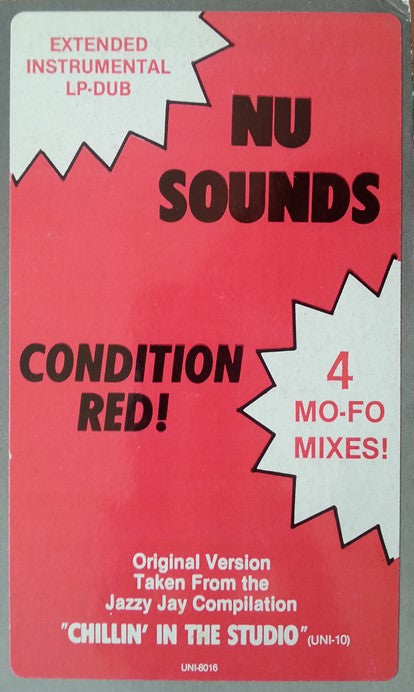 EXTENDED
INSTRUMENTAL
LP-DUB
NU
SOUNDS
CONDITION
RED!
4
MO-FO
MIXES!
Original Version
Taken From the
Jazzy Jay Compilation
"CHILLIN' IN THE STUDIO" (UNI-10)
UNI-8016